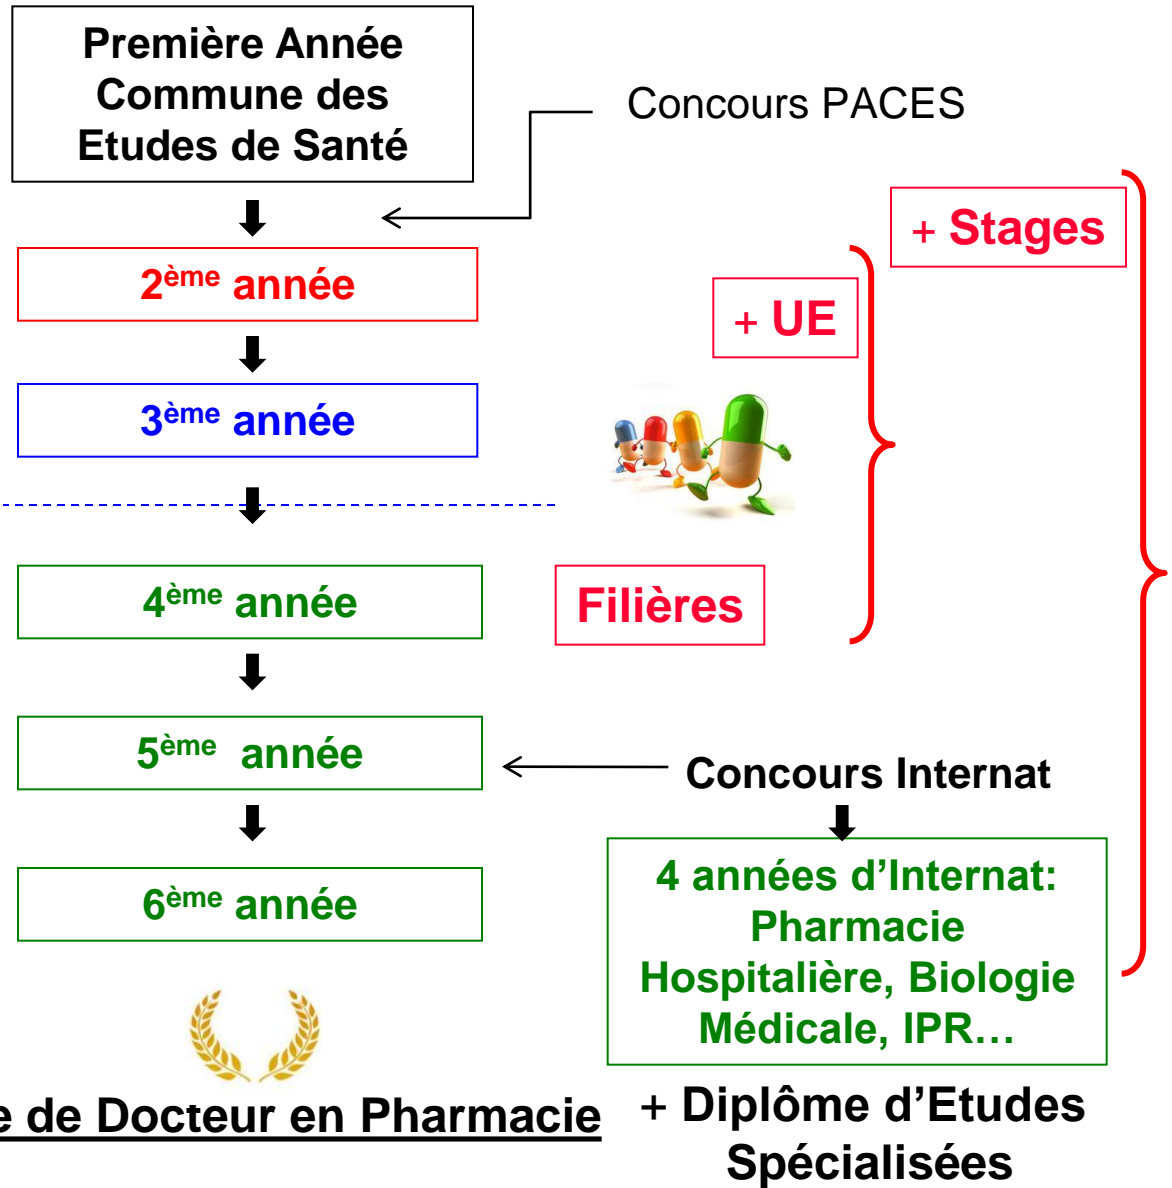 Première Année
Commune des
Etudes de Santé
Concours PACES
+ Stages
2ème année
+ UE
3ème année
4ème année
Filières
5ème année
Concours Internat
6ème année
4 années d’Internat:
Pharmacie
Hospitalière, Biologie
Médicale, IPR…
e de Docteur en Pharmacie
+ Diplôme d’Etudes
Spécialisées